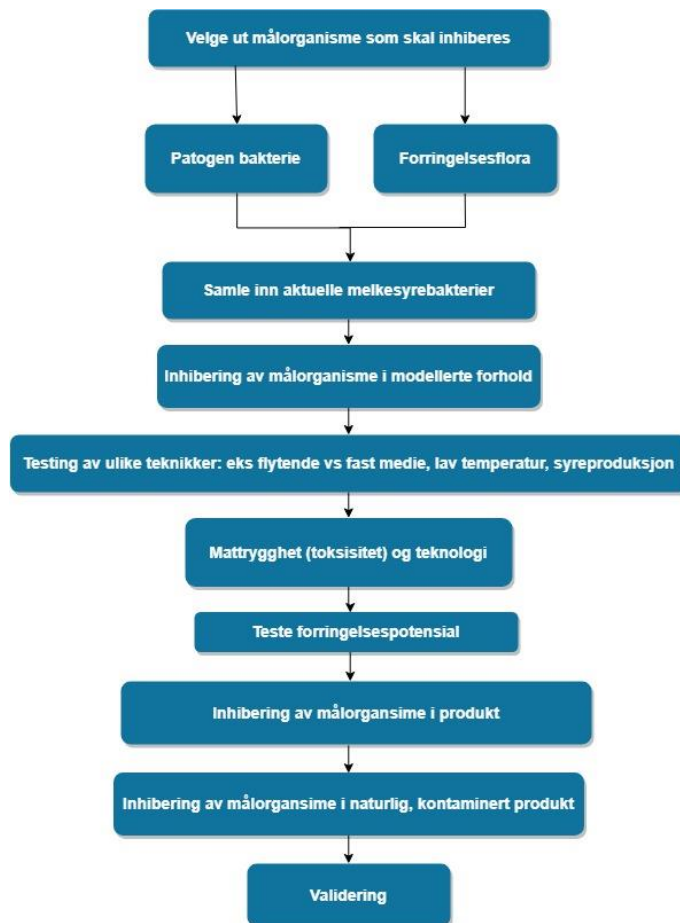 Velge ut målorganisme som skal inhiberes
Patogen bakterie
Forringelsesflora
Samle inn aktuelle melkesyrebakterier
Inhibering av målorganisme i modellerte forhold
Testing av ulike teknikker: eks flytende vs fast medie, lav temperatur, syreproduksjon
Mattrygghet (toksisitet) og teknologi
Teste forringelsespotensial
Inhibering av målorgansime i produkt
Inhibering av målorgansime i naturlig, kontaminert produkt
Validering